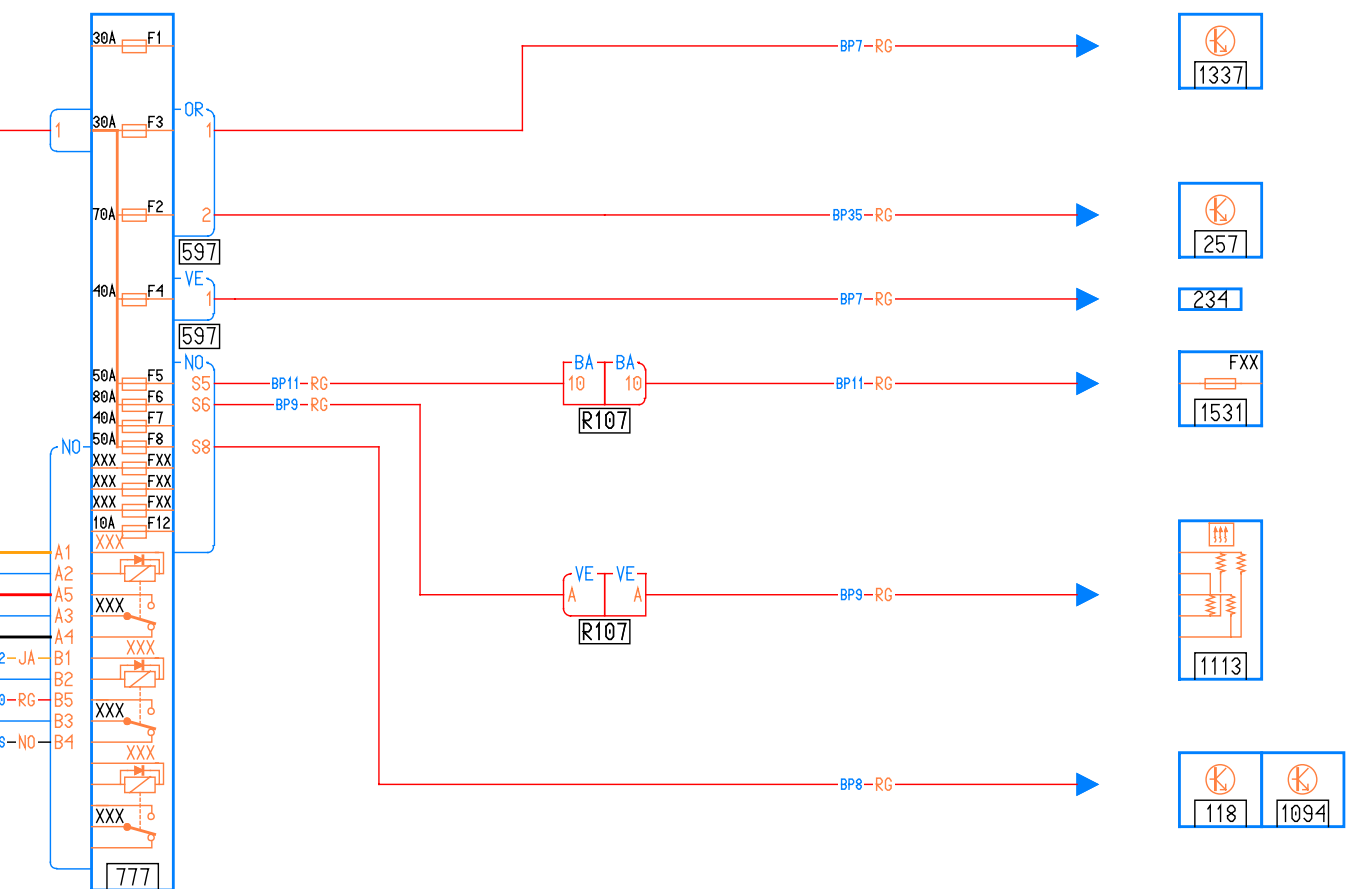 30A F1
BP7 RG
1337
OR
1 30A F3 1
70A F2 2
BP35 RG
257
597
VE
40A F4 1
BP7 RG
234
597
NO BA BA FXX
50A F5 S5 BP11 RG 10 10 BP11 RG
80A F6 S6 BP9 RG
R107 1531
40A F7
NO 50A F8 S8
XXX FXX
XXX FXX
XXX FXX
10A F12
XXX
A1
A2 VE VE
A5 A A BP9 RG
XXX
A3
R107
A4
XXX
2 JA B1
1113
B2
0 RG B5
XXX
B3
S NO B4
XXX
BP8 RG
XXX
118 1094
777